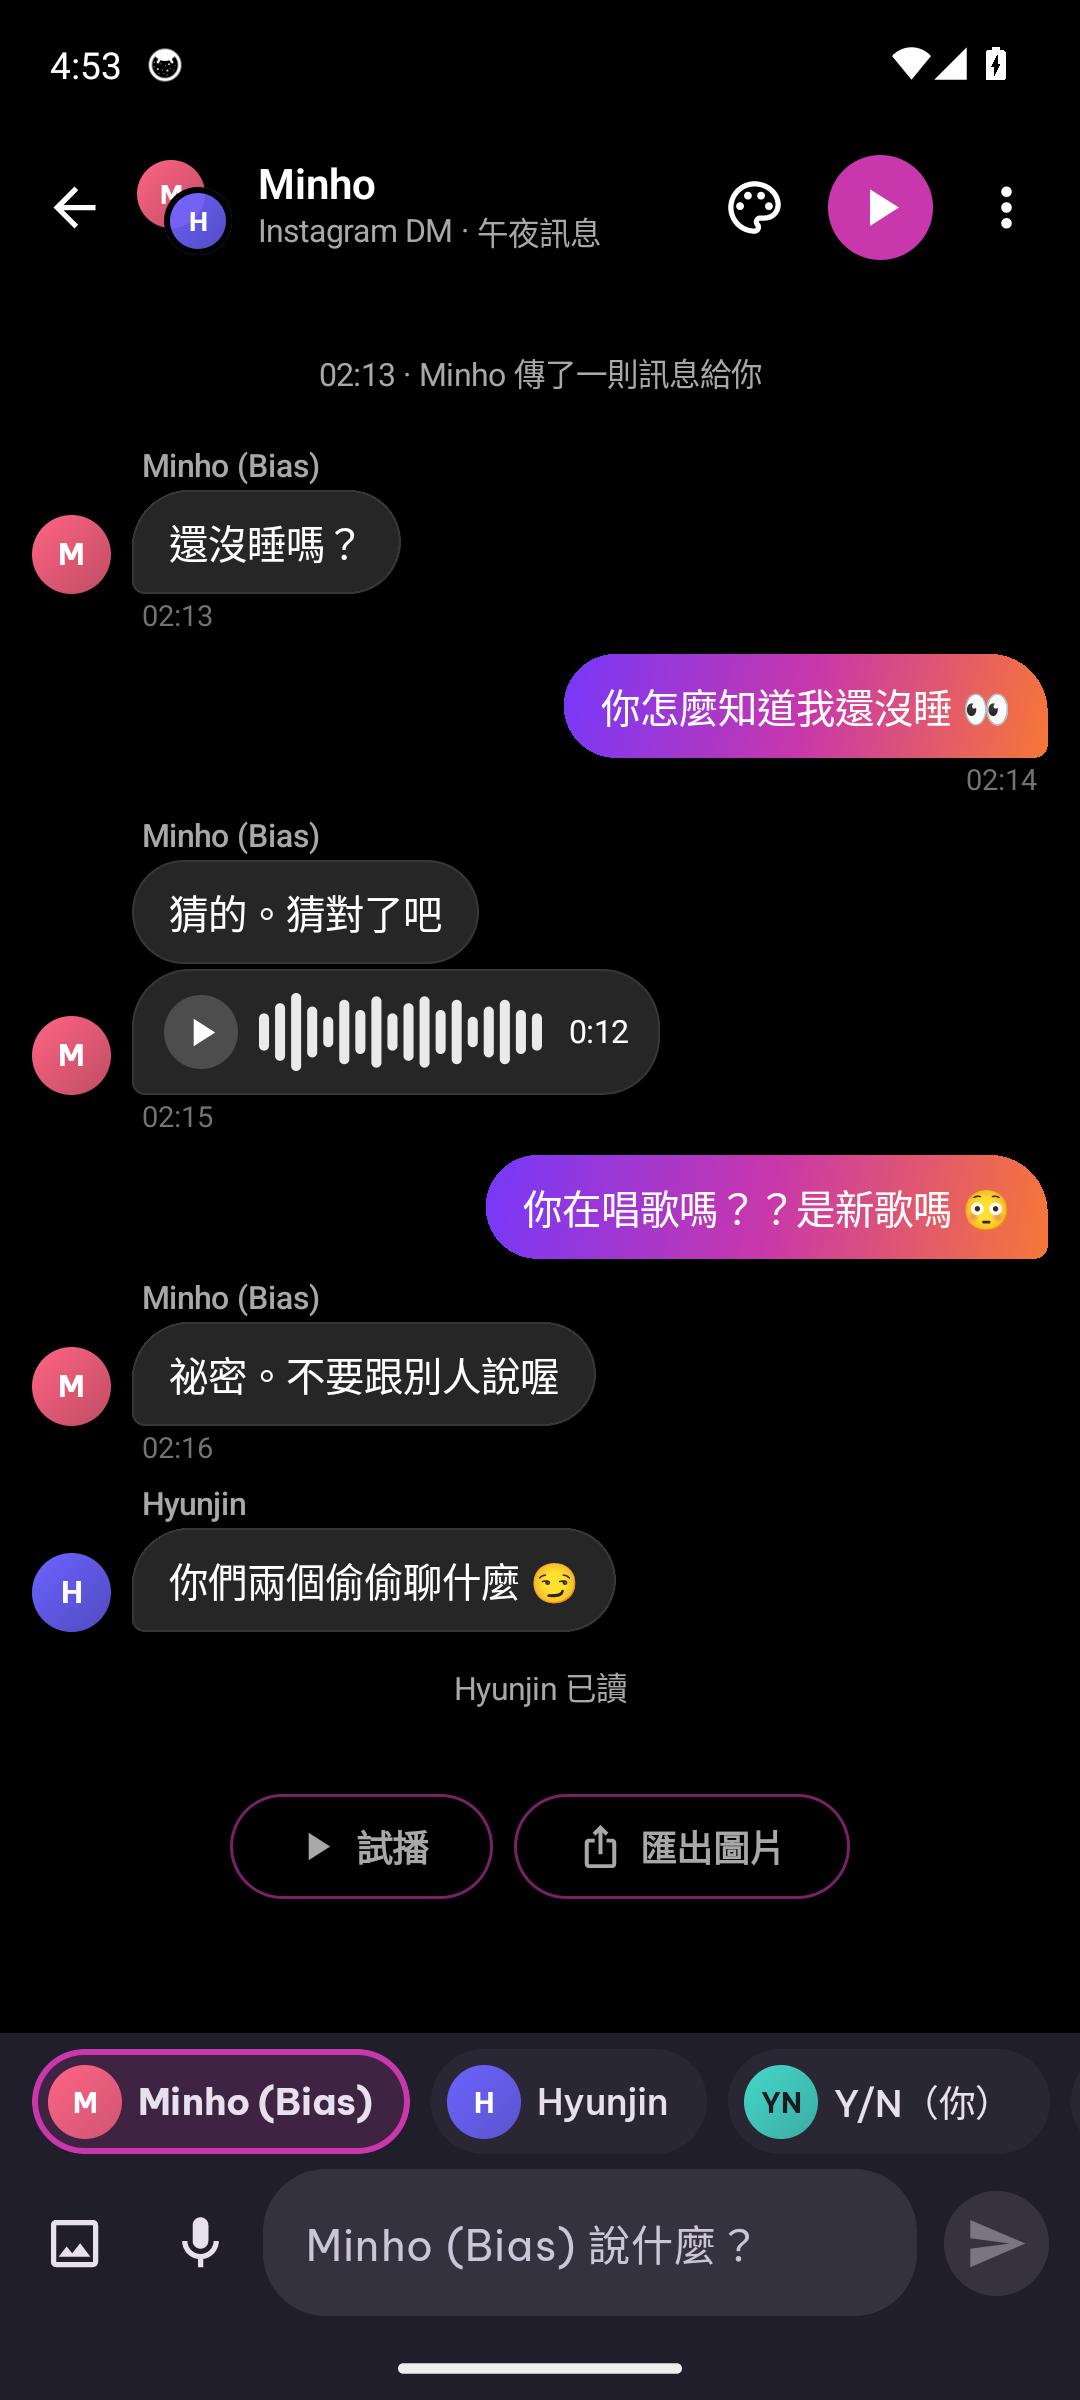 4:53
M
H
Minho
Instagram DM · 午夜訊息
02:13 · Minho 傳了一則訊息給你
Minho (Bias)
M
還沒睡嗎？
02:13
你怎麼知道我還沒睡 👀
02:14
Minho (Bias)
猜的。猜對了吧
M
0:12
02:15
你在唱歌嗎？？是新歌嗎 😳
Minho (Bias)
M
祕密。不要跟別人說喔
02:16
Hyunjin
H
你們兩個偷偷聊什麼 😏
Hyunjin 已讀
試播
匯出圖片
M
Minho (Bias)
H
Hyunjin
YN
Y/N（你）
Minho (Bias) 說什麼？